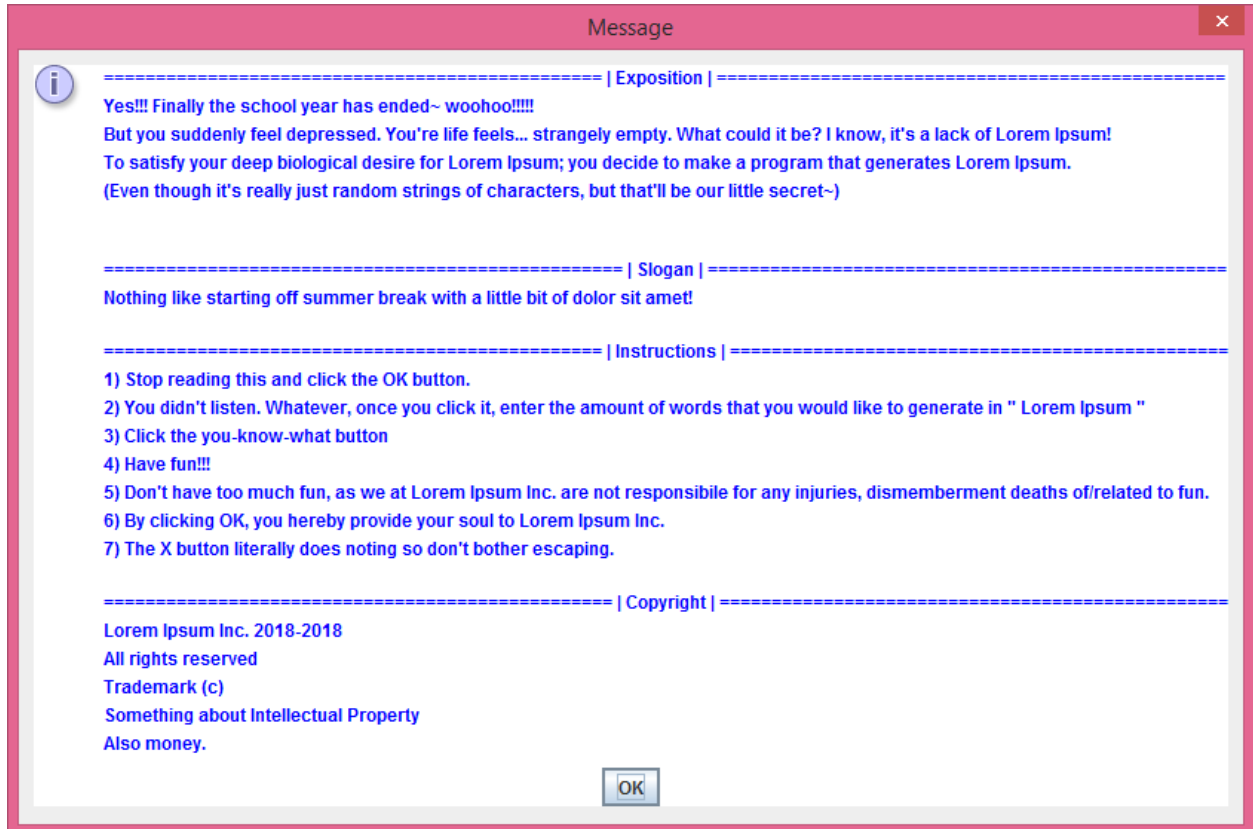 Message
================================================ | Exposition | =================================================
Yes!!! Finally the school year has ended~ woohoo!!!!!
But you suddenly feel depressed. You're life feels... strangely empty. What could it be? I know, it's a lack of Lorem Ipsum!
To satisfy your deep biological desire for Lorem Ipsum; you decide to make a program that generates Lorem Ipsum.
(Even though it's really just random strings of characters, but that'll be our little secret~)
================================================== | Slogan | ==================================================
Nothing like starting off summer break with a little bit of dolor sit amet!
================================================ | Instructions | ================================================
1) Stop reading this and click the OK button.
2) You didn't listen. Whatever, once you click it, enter the amount of words that you would like to generate in " Lorem Ipsum "
3) Click the you-know-what button
4) Have fun!!!
5) Don't have too much fun, as we at Lorem Ipsum Inc. are not responsibile for any injuries, dismemberment deaths of/related to fun.
6) By clicking OK, you hereby provide your soul to Lorem Ipsum Inc.
7) The X button literally does noting so don't bother escaping.
================================================= | Copyright | =================================================
Lorem Ipsum Inc. 2018-2018
All rights reserved
Trademark (c)
Something about Intellectual Property
Also money.
OK